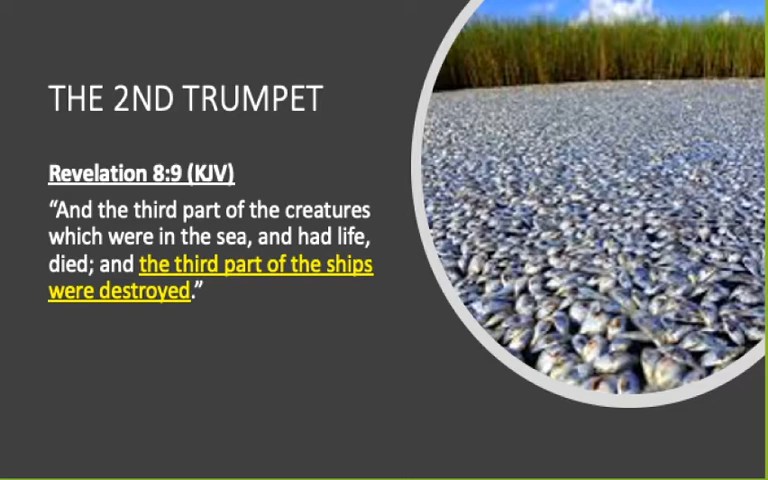 THE 2ND TRUMPET
Revelation 8:9 (KJV)
“And the third part of the creatures
which were in the sea, and had life,
died; and the third part of the ships
were destroyed.”